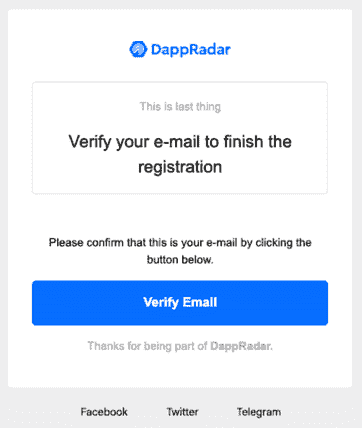 DappRadar
This is last thing
Verify your e-mail to finish the
registration
Please confirm that this is your e-mail by clicking the
button below.
Verify Email
Thanks for being part of DappRadar.
Facebook Twitter Telegram